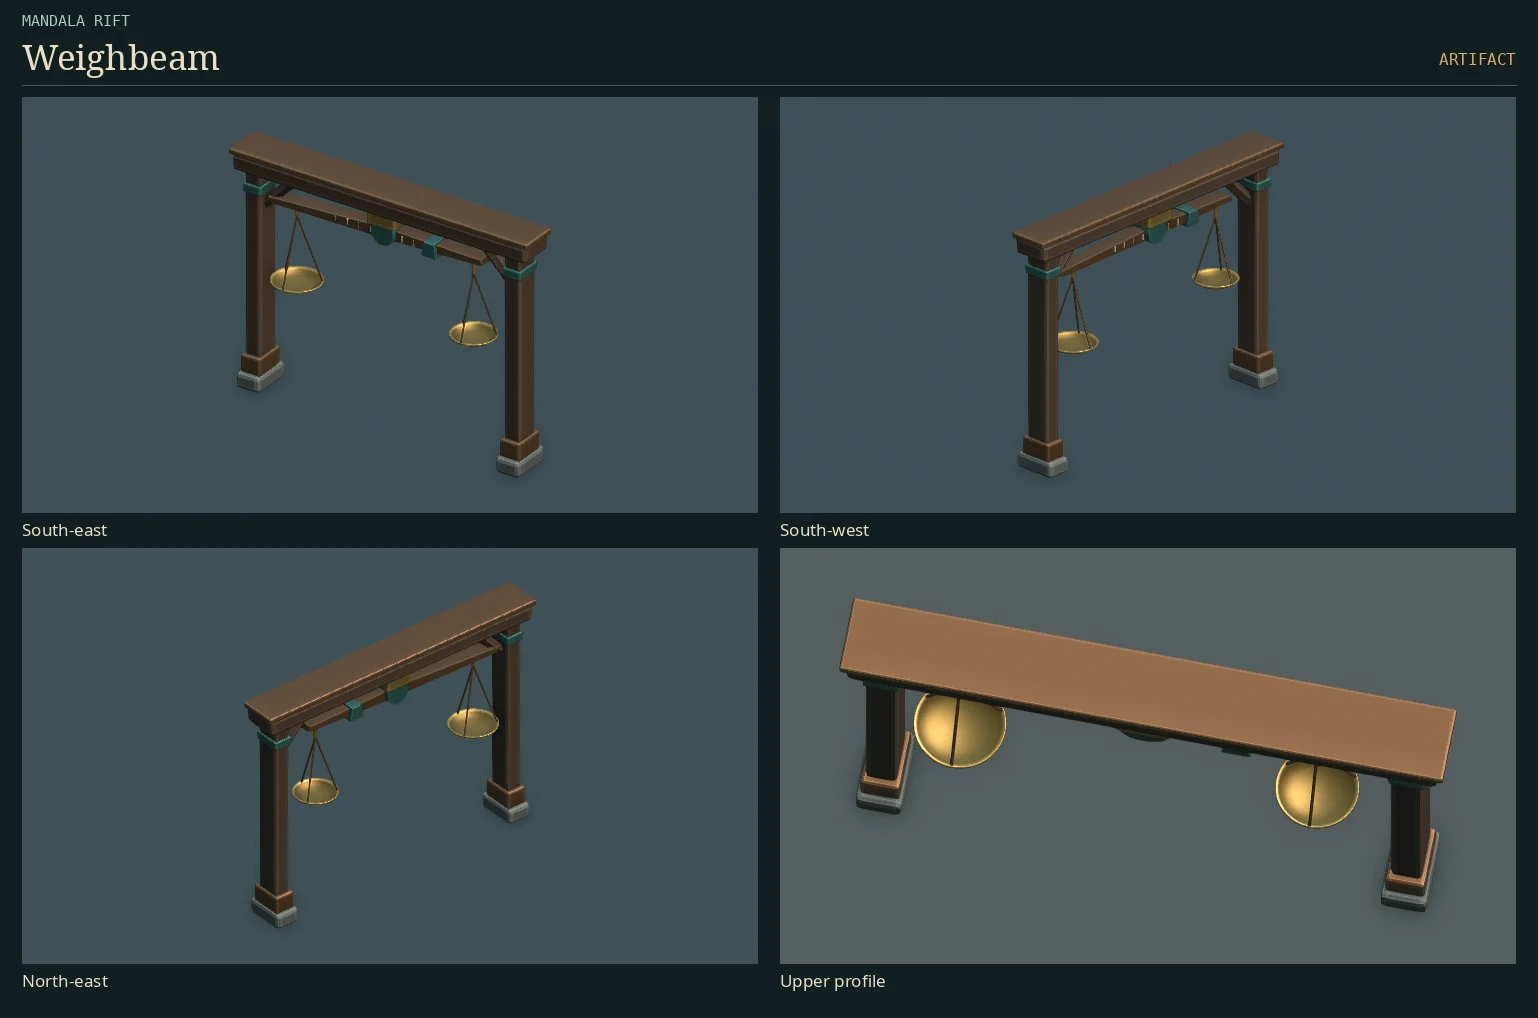 MANDALA RIFT
Weighbeam
ARTIFACT
South-east
South-west
North-east
Upper profile